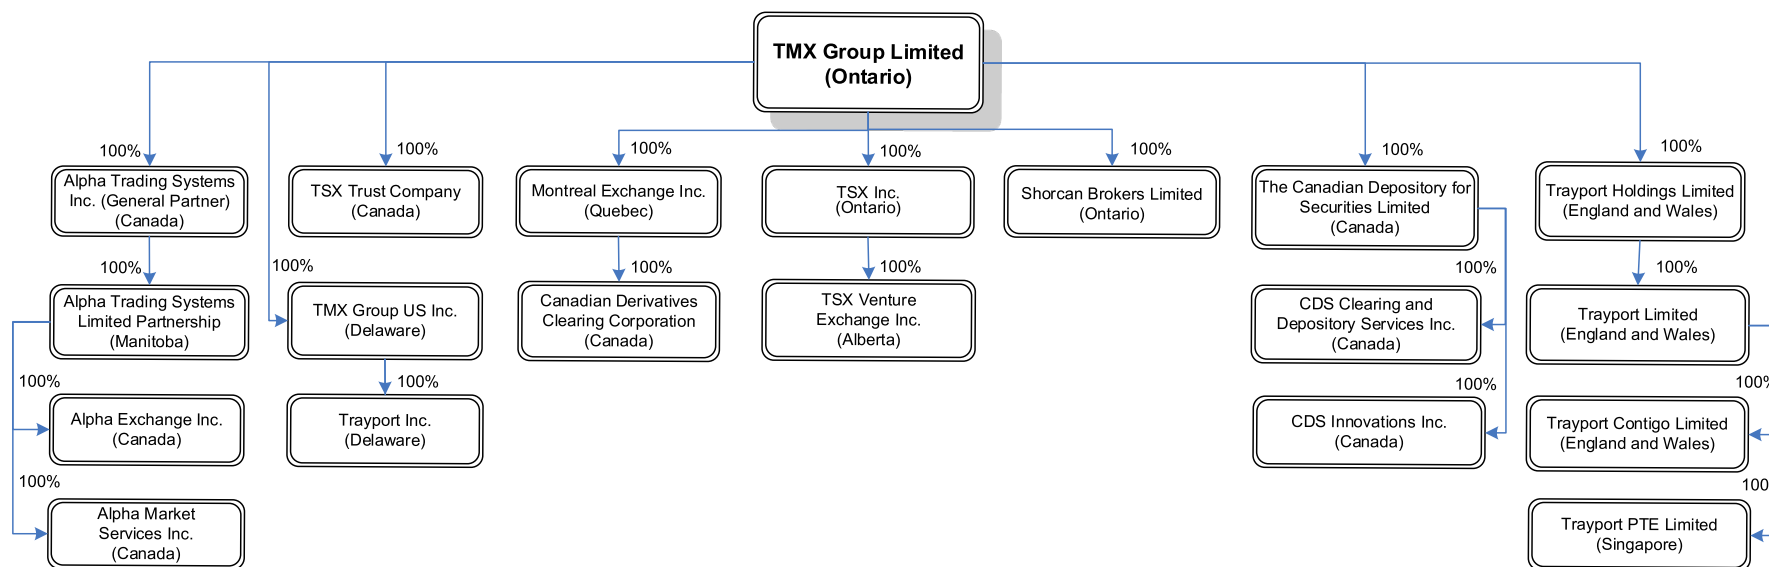 TMX Group Limited
(Ontario)
100%
100%
100%
100%
100%
100%
100%
Alpha Trading Systems
Inc. (General Partner)
(Canada)
TSX Trust Company
(Canada)
Montreal Exchange Inc.
(Quebec)
TSX Inc.
(Ontario)
Shorcan Brokers Limited
(Ontario)
The Canadian Depository for
Securities Limited
(Canada)
Trayport Holdings Limited
(England and Wales)
100%
100%
100%
100%
100%
100%
Alpha Trading Systems
Limited Partnership
(Manitoba)
TMX Group US Inc.
(Delaware)
Canadian Derivatives
Clearing Corporation
(Canada)
TSX Venture
Exchange Inc.
(Alberta)
CDS Clearing and
Depository Services Inc.
(Canada)
Trayport Limited
(England and Wales)
100%
100%
100%
100%
Alpha Exchange Inc.
(Canada)
Trayport Inc.
(Delaware)
CDS Innovations Inc.
(Canada)
Trayport Contigo Limited
(England and Wales)
100%
100
Alpha Market
Services Inc.
(Canada)
Trayport PTE Limited
(Singapore)